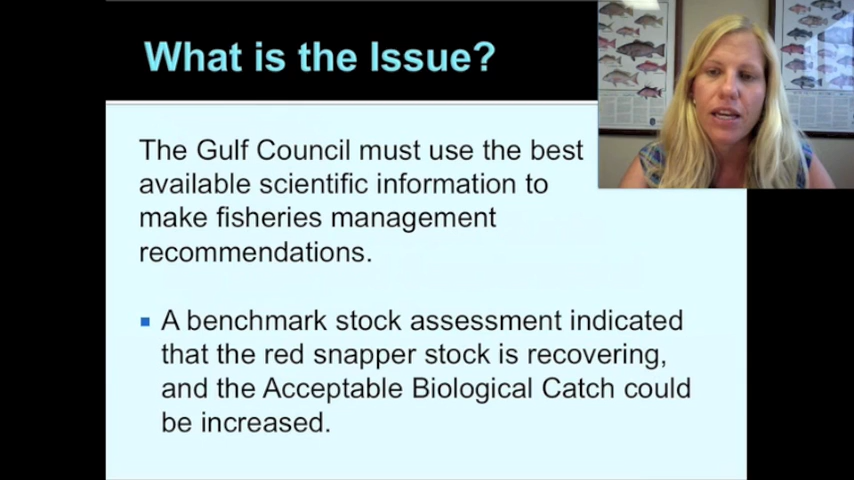 What is the Issue?
The Gulf Council must use the best
available scientific information to
make fisheries management
recommendations.
▪ A benchmark stock assessment indicated
that the red snapper stock is recovering,
and the Acceptable Biological Catch could
be increased.